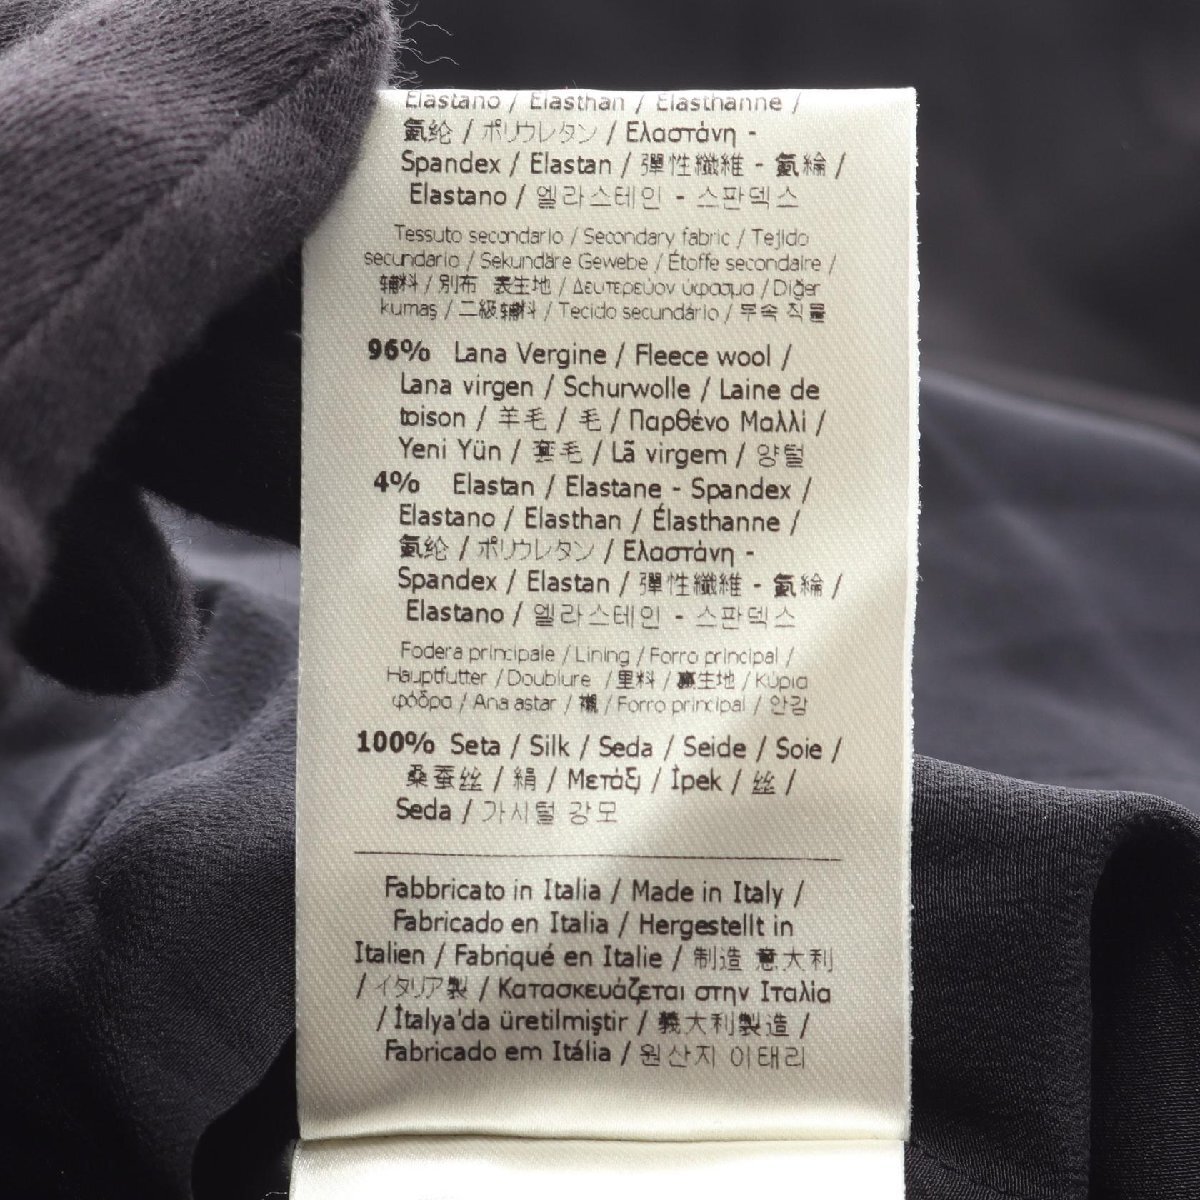 Elastano / Elasthan / Elasthanne /
氨纶 / ポリウレタン / Ελαστάνη -
Spandex / Elastan / 彈性纖維 - 氨綸 /
Elastano / 엘라스테인 - 스판덱스
Tessuto secondario / Secondary fabric / Tejido
secundario / Sekundäre Gewebe / Étoffe secondaire /
辅料 / 別布 表生地 / Δευτερεύον ύφασμα / Diğer
kumaş / 二級辅料 / Tecido secundário / 부속 직물
96% Lana Vergine / Fleece wool /
Lana virgen / Schurwolle / Laine de
toison / 羊毛 / 毛 / Παρθένο Μαλλί /
Yeni Yün / 套毛 / Lã virgem / 양털
4% Elastan / Elastane - Spandex /
Elastano / Elasthan / Élasthanne /
氨纶 / ポリウレタン / Ελαστάνη -
Spandex / Elastan / 彈性纖維 - 氨綸 /
Elastano / 엘라스테인 - 스판덱스
Fodera principale / Lining / Forro principal /
Hauptfutter / Doublure / 里料 / 裏生地 / Κύρια
φόδρα / Ana astar / 襯 / Forro principal / 안감
100% Seta / Silk / Seda / Seide / Soie /
桑蚕丝 / 絹 / Μετάξι / İpek / 丝 /
Seda / 가시털 강모
Fabbricato in Italia / Made in Italy /
Fabricado en Italia / Hergestellt in
Italien / Fabriqué en Italie / 制造 意大利
/ イタリア製 / Κατασκευάζεται στην Ιταλία
/ İtalya'da üretilmiştir / 義大利製造 /
Fabricado em Itália / 원산지 이태리